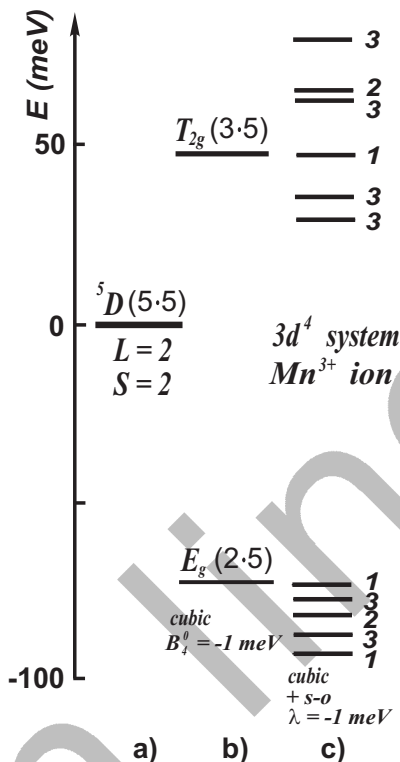 E (meV)
50
0
-100
⁵D (5·5)
L = 2
S = 2
T₂g (3·5)
E_g (2·5)
cubic
B₄⁰ = -1 meV
3
2
3
1
3
3
3d⁴ system
Mn³⁺ ion
1
3
2
3
1
cubic
+ s-o
λ = -1 meV
a)
b)
c)